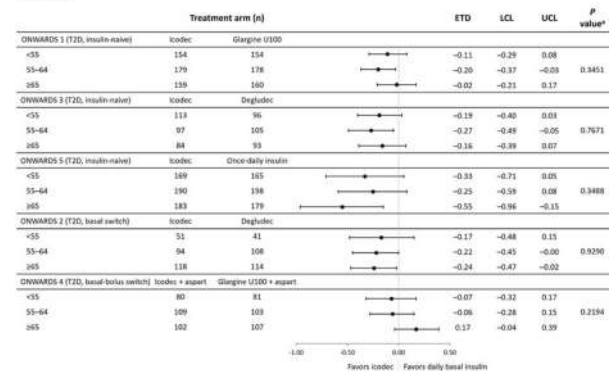 Treatment arm (n) ETD LCL UCL P valueᵃ
ONWARDS 1 (T2D, insulin-naive) Icodec Glargine U100
<55 154 154 −0.11 −0.29 0.08
55–64 179 178 −0.20 −0.37 −0.03 0.3451
≥65 159 160 −0.02 −0.21 0.17
ONWARDS 3 (T2D, insulin-naive) Icodec Degludec
<55 113 96 −0.19 −0.40 0.03
55–64 97 105 −0.27 −0.49 −0.05 0.7671
≥65 84 93 −0.16 −0.39 0.07
ONWARDS 5 (T2D, insulin-naive) Icodec Once-daily insulin
<55 169 165 −0.33 −0.71 0.05
55–64 190 198 −0.25 −0.59 0.08 0.3488
≥65 183 179 −0.55 −0.96 −0.15
ONWARDS 2 (T2D, basal switch) Icodec Degludec
<55 51 41 −0.17 −0.48 0.15
55–64 94 108 −0.22 −0.45 −0.00 0.9290
≥65 118 114 −0.24 −0.47 −0.02
ONWARDS 4 (T2D, basal-bolus switch) Icodec + aspart Glargine U100 + aspart
<55 80 81 −0.07 −0.32 0.17
55–64 109 103 −0.06 −0.28 0.15 0.2194
≥65 102 107 0.17 −0.04 0.39
-1.00 -0.50 0.00 0.50
Favors icodec Favors daily basal insulin